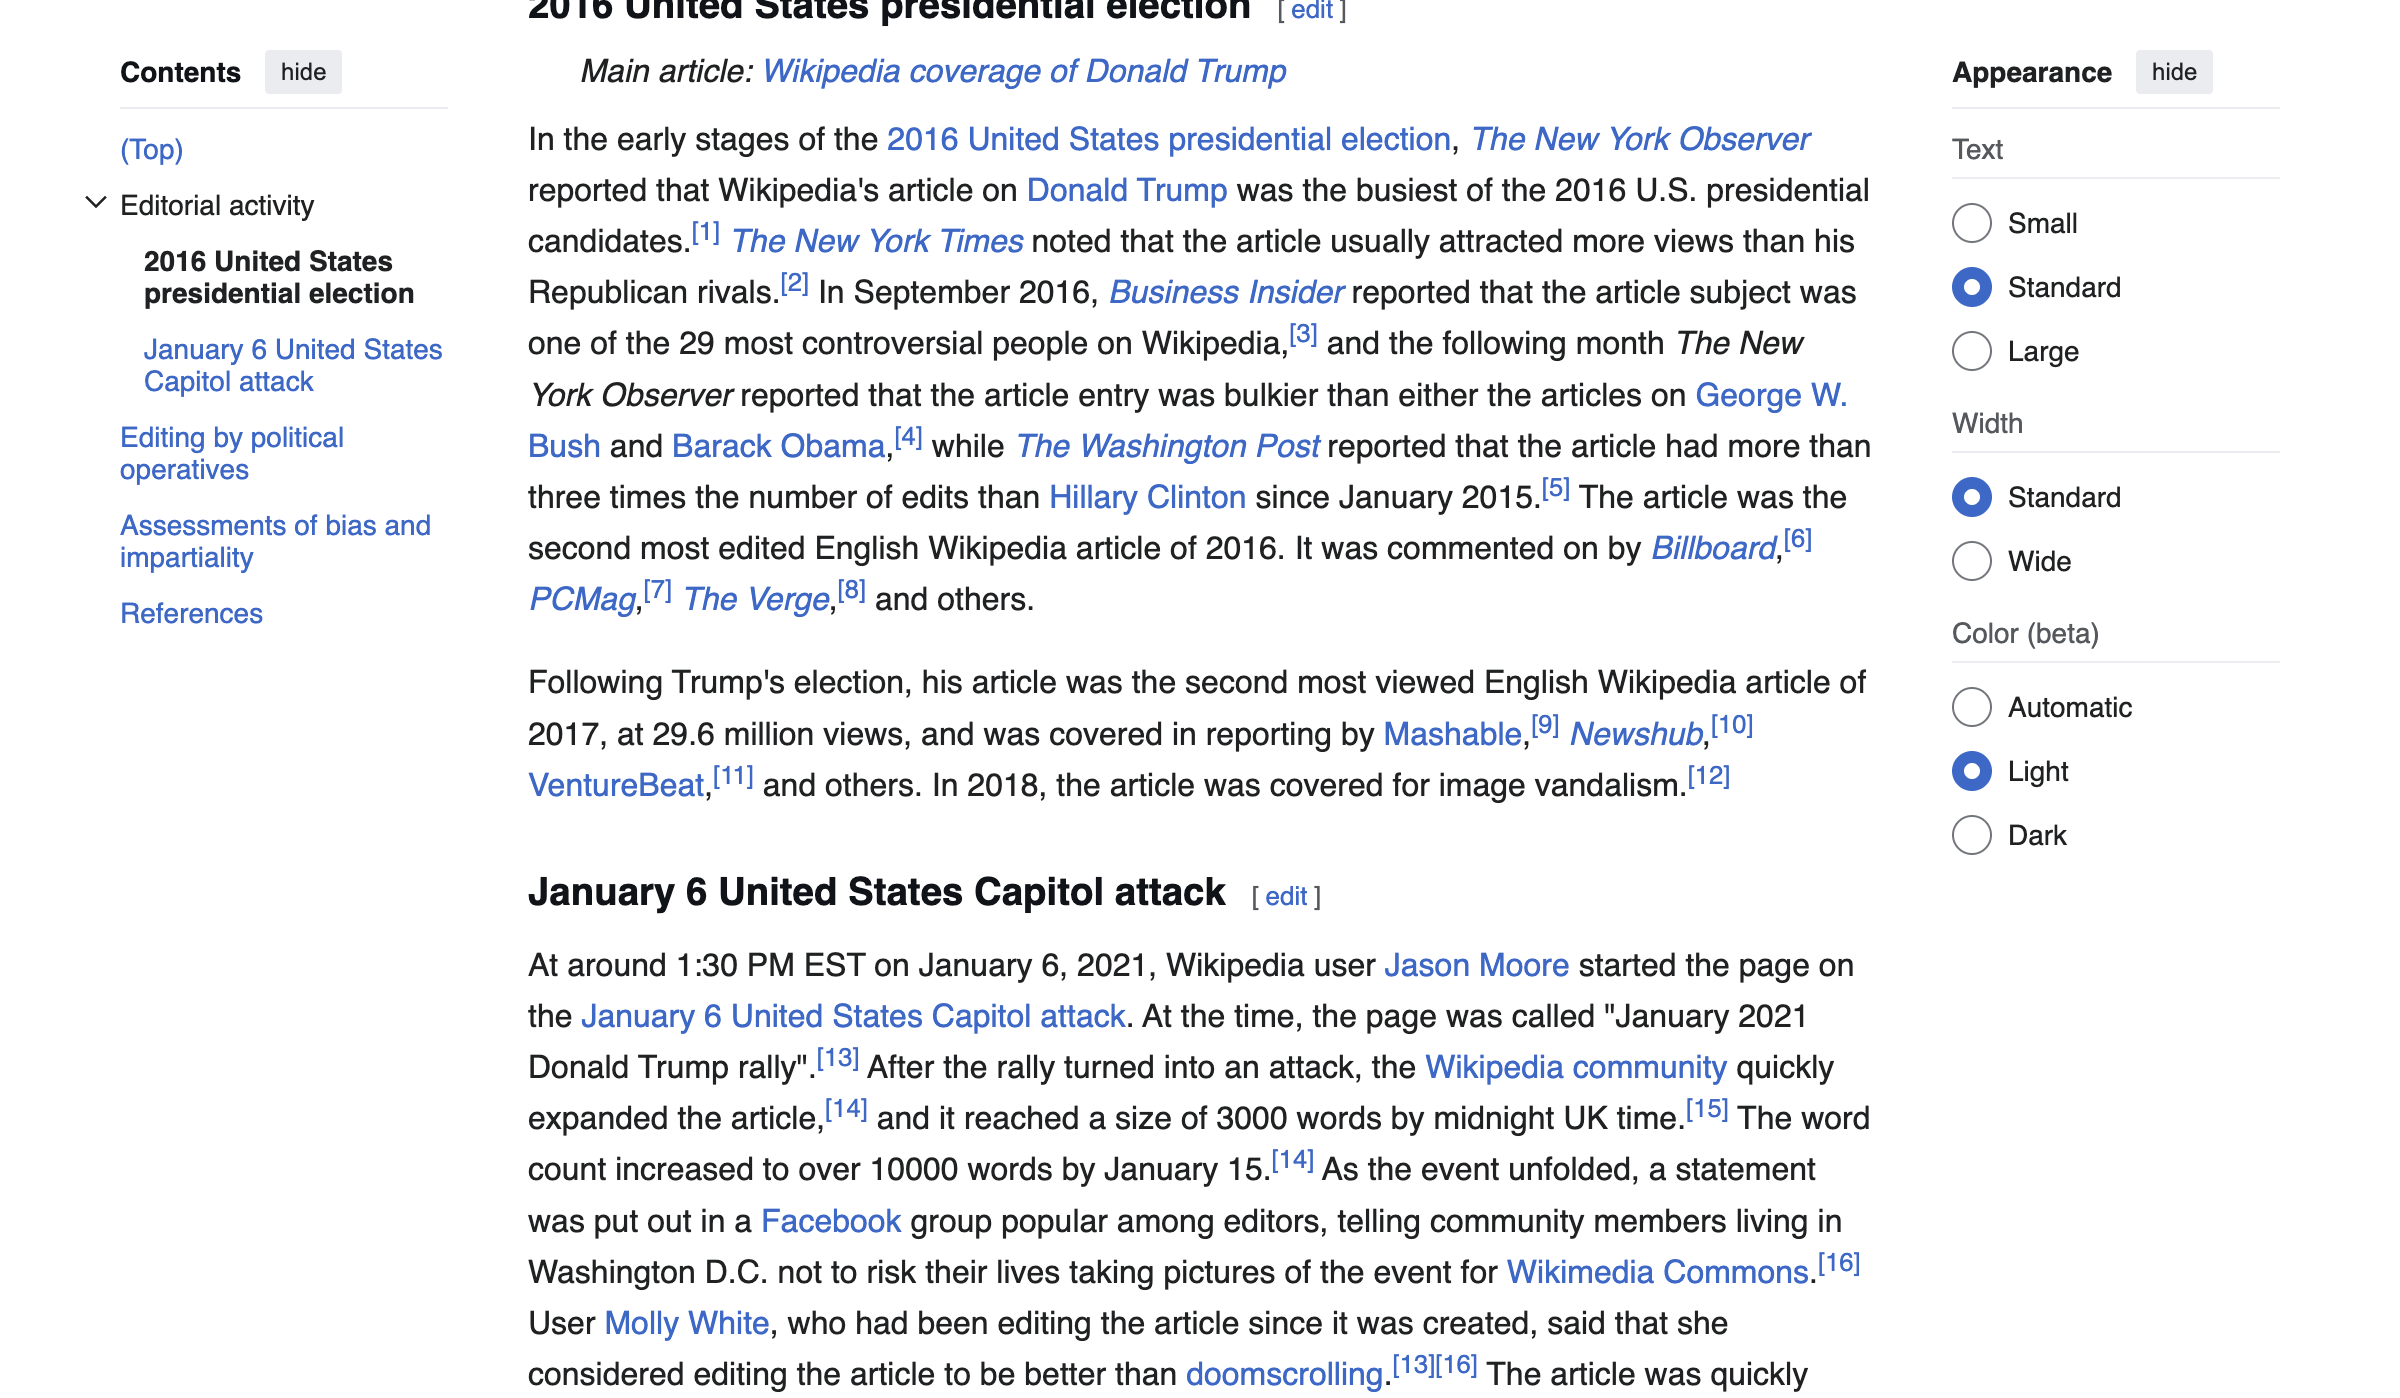 Contents hide
(Top)
Editorial activity
2016 United States
presidential election
January 6 United States
Capitol attack
Editing by political
operatives
Assessments of bias and
impartiality
References
2016 United States presidential election [ edit ]
Main article: Wikipedia coverage of Donald Trump
In the early stages of the 2016 United States presidential election, The New York Observer
reported that Wikipedia's article on Donald Trump was the busiest of the 2016 U.S. presidential
candidates.[1] The New York Times noted that the article usually attracted more views than his
Republican rivals.[2] In September 2016, Business Insider reported that the article subject was
one of the 29 most controversial people on Wikipedia,[3] and the following month The New
York Observer reported that the article entry was bulkier than either the articles on George W.
Bush and Barack Obama,[4] while The Washington Post reported that the article had more than
three times the number of edits than Hillary Clinton since January 2015.[5] The article was the
second most edited English Wikipedia article of 2016. It was commented on by Billboard,[6]
PCMag,[7] The Verge,[8] and others.
Following Trump's election, his article was the second most viewed English Wikipedia article of
2017, at 29.6 million views, and was covered in reporting by Mashable,[9] Newshub,[10]
VentureBeat,[11] and others. In 2018, the article was covered for image vandalism.[12]
January 6 United States Capitol attack [ edit ]
At around 1:30 PM EST on January 6, 2021, Wikipedia user Jason Moore started the page on
the January 6 United States Capitol attack. At the time, the page was called "January 2021
Donald Trump rally".[13] After the rally turned into an attack, the Wikipedia community quickly
expanded the article,[14] and it reached a size of 3000 words by midnight UK time.[15] The word
count increased to over 10000 words by January 15.[14] As the event unfolded, a statement
was put out in a Facebook group popular among editors, telling community members living in
Washington D.C. not to risk their lives taking pictures of the event for Wikimedia Commons.[16]
User Molly White, who had been editing the article since it was created, said that she
considered editing the article to be better than doomscrolling.[13][16] The article was quickly
Appearance hide
Text
Small
Standard
Large
Width
Standard
Wide
Color (beta)
Automatic
Light
Dark